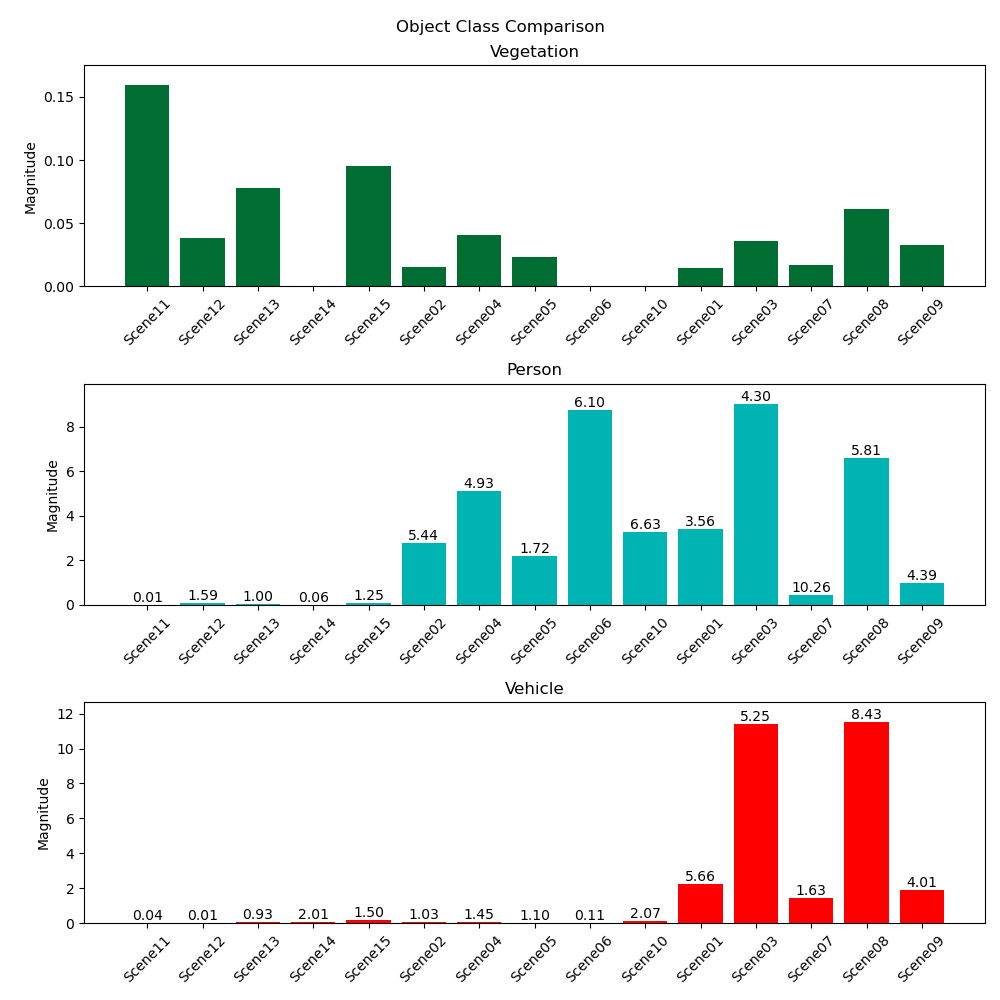 Object Class Comparison
Vegetation
Magnitude
0.15
0.10
0.05
0.00
Scene11 Scene12 Scene13 Scene14 Scene15 Scene02 Scene04 Scene05 Scene06 Scene10 Scene01 Scene03 Scene07 Scene08 Scene09
Person
Magnitude
8
6
4
2
0
0.01 1.59 1.00 0.06 1.25 5.44 4.93 1.72 6.10 6.63 3.56 4.30 10.26 5.81 4.39
Scene11 Scene12 Scene13 Scene14 Scene15 Scene02 Scene04 Scene05 Scene06 Scene10 Scene01 Scene03 Scene07 Scene08 Scene09
Vehicle
Magnitude
12
10
8
6
4
2
0
0.04 0.01 0.93 2.01 1.50 1.03 1.45 1.10 0.11 2.07 5.66 5.25 1.63 8.43 4.01
Scene11 Scene12 Scene13 Scene14 Scene15 Scene02 Scene04 Scene05 Scene06 Scene10 Scene01 Scene03 Scene07 Scene08 Scene09